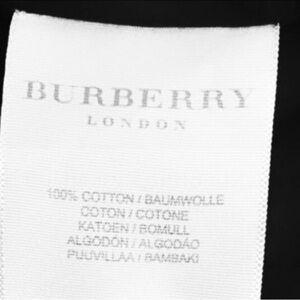 BURBERRY
LONDON
100% COTTON / BAUMWOLLE
COTON / COTONE
KATOEN / BOMULL
ALGODÓN / ALGODÃO
PUUVILLAA / BAMBAKI